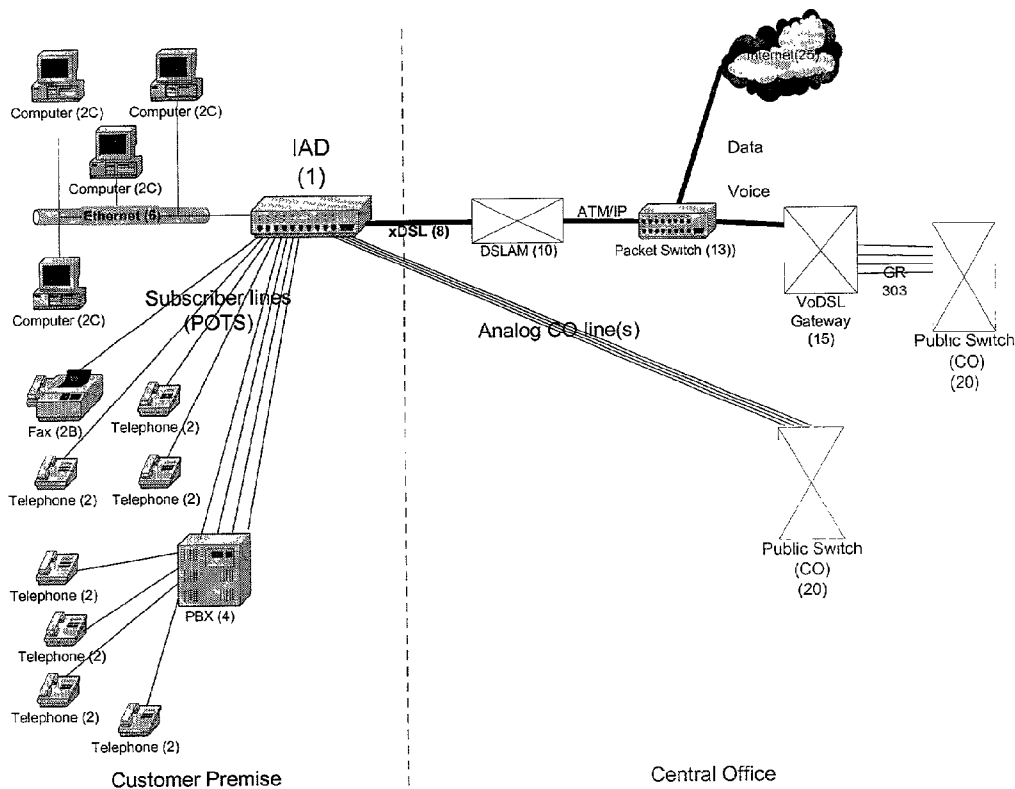 Internet(25)
Computer (2C)
Computer (2C)
IAD
(1)
Data
Computer (2C)
Voice
Ethernet (6)
ATM/IP
xDSL (8)
DSLAM (10)
Packet Switch (13))
GR
303
Computer (2C)
Subscriber lines
(POTS)
VoDSL
Gateway
(15)
Analog CO line(s)
Public Switch
(CO)
(20)
Fax (2B)
Telephone (2)
Telephone (2)
Telephone (2)
Public Switch
(CO)
(20)
Telephone (2)
PBX (4)
Telephone (2)
Telephone (2)
Telephone (2)
Customer Premise
Central Office